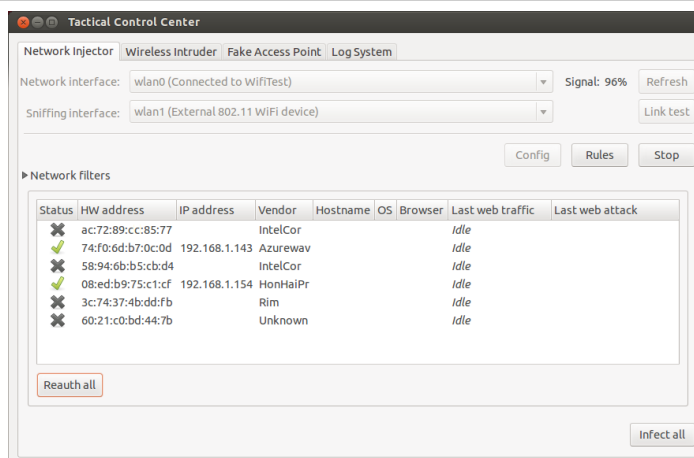 Tactical Control Center
Network Injector Wireless Intruder Fake Access Point Log System
Network interface: wlan0 (Connected to WifiTest) Signal: 96% Refresh
Sniffing interface: wlan1 (External 802.11 WiFi device) Link test
Config Rules Stop
Network filters
Status HW address IP address Vendor Hostname OS Browser Last web traffic Last web attack
ac:72:89:cc:85:77 IntelCor Idle
74:f0:6d:b7:0c:0d 192.168.1.143 Azurewav Idle
58:94:6b:b5:cb:d4 IntelCor Idle
08:ed:b9:75:c1:cf 192.168.1.154 HonHaiPr Idle
3c:74:37:4b:dd:fb Rim Idle
60:21:c0:bd:44:7b Unknown Idle
Reauth all
Infect all